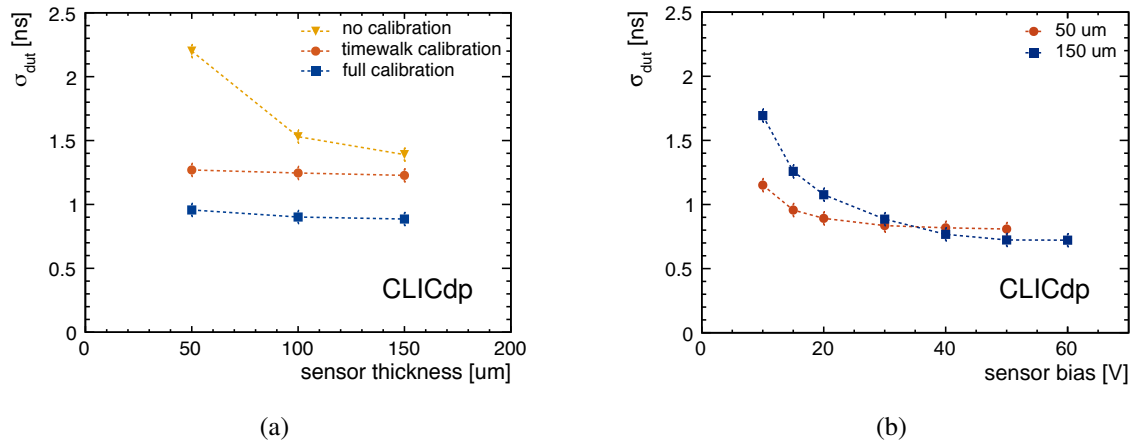 σdut [ns]
2.5
2
1.5
1
0.5
0
0
50
100
150
200
sensor thickness [um]
no calibration
timewalk calibration
full calibration
CLICdp
(a)
σdut [ns]
2.5
2
1.5
1
0.5
0
0
20
40
60
sensor bias [V]
50 um
150 um
CLICdp
(b)